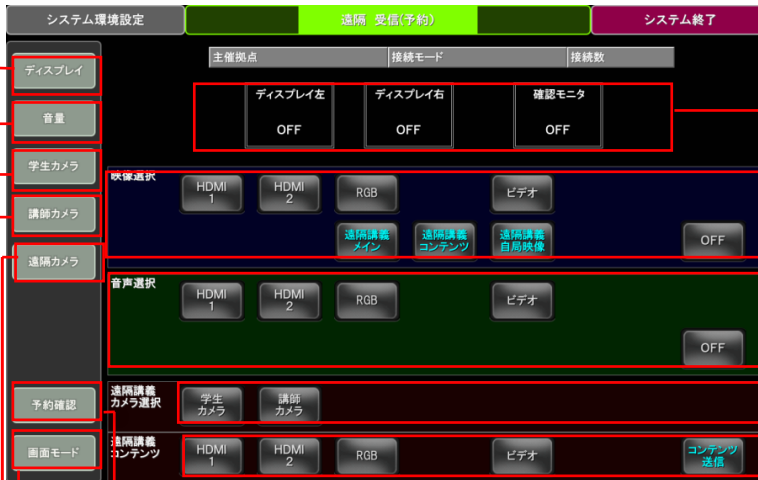 システム環境設定
遠隔 受信(予約)
システム終了
主催拠点
接続モード
接続数
ディスプレイ
音量
学生カメラ
講師カメラ
遠隔カメラ
予約確認
画面モード
ディスプレイ左
OFF
ディスプレイ右
OFF
確認モニタ
OFF
映像選択
HDMI
1
HDMI
2
RGB
ビデオ
遠隔講義
メイン
遠隔講義
コンテンツ
遠隔講義
自局映像
OFF
音声選択
HDMI
1
HDMI
2
RGB
ビデオ
OFF
遠隔講義
カメラ選択
学生
カメラ
講師
カメラ
遠隔講義
コンテンツ
HDMI
1
HDMI
2
RGB
ビデオ
コンテンツ
送信